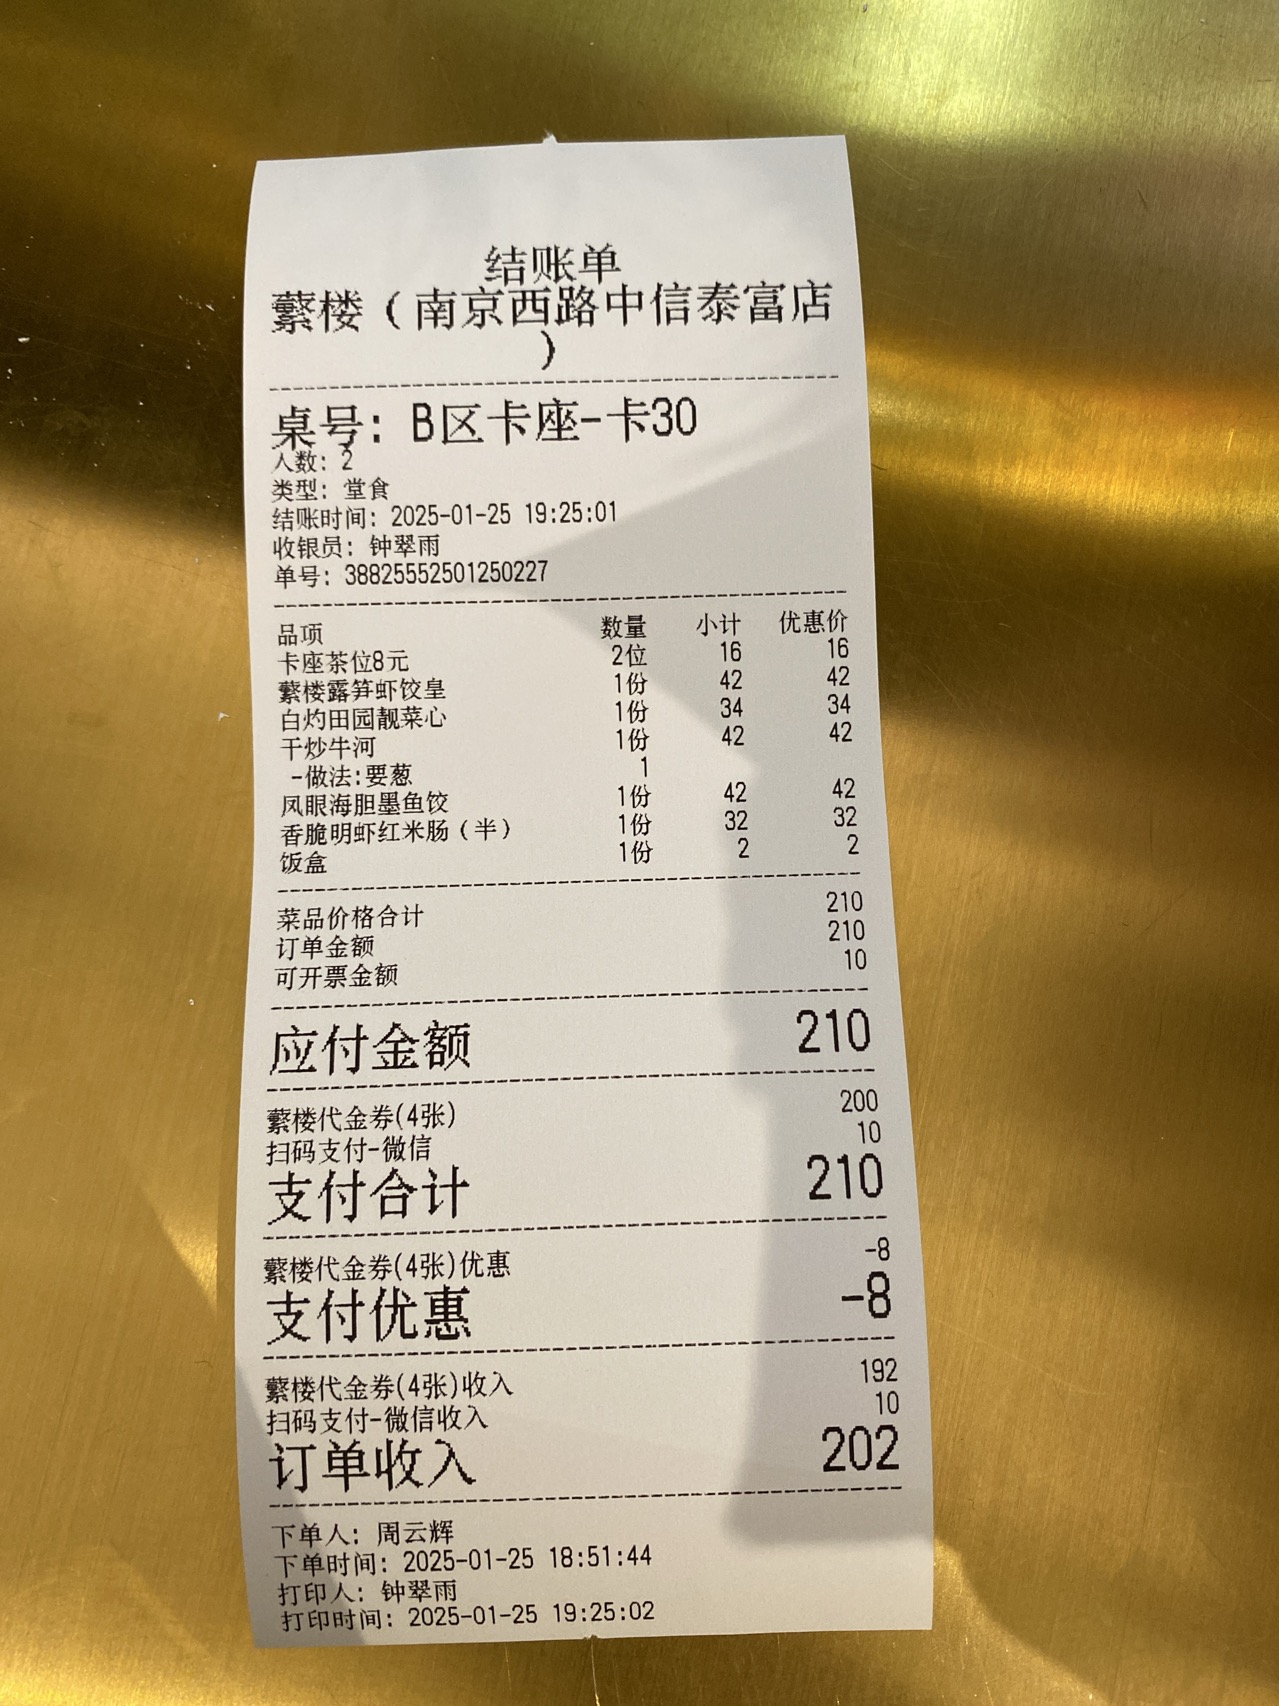 结账单
蘩楼（南京西路中信泰富店
）
桌号: B区卡座-卡30
人数: 2
类型: 堂食
结账时间: 2025-01-25 19:25:01
收银员: 钟翠雨
单号: 38825552501250227
品项 数量 小计 优惠价
卡座茶位8元 2位 16 16
蘩楼露笋虾饺皇 1份 42 42
白灼田园靓菜心 1份 34 34
干炒牛河 1份 42 42
-做法:要葱 1
凤眼海胆墨鱼饺 1份 42 42
香脆明虾红米肠（半） 1份 32 32
饭盒 1份 2 2
菜品价格合计 210
订单金额 210
可开票金额 10
应付金额 210
蘩楼代金券(4张) 200
扫码支付-微信 10
支付合计 210
蘩楼代金券(4张)优惠 -8
支付优惠 -8
蘩楼代金券(4张)收入 192
扫码支付-微信收入 10
订单收入 202
下单人: 周云辉
下单时间: 2025-01-25 18:51:44
打印人: 钟翠雨
打印时间: 2025-01-25 19:25:02